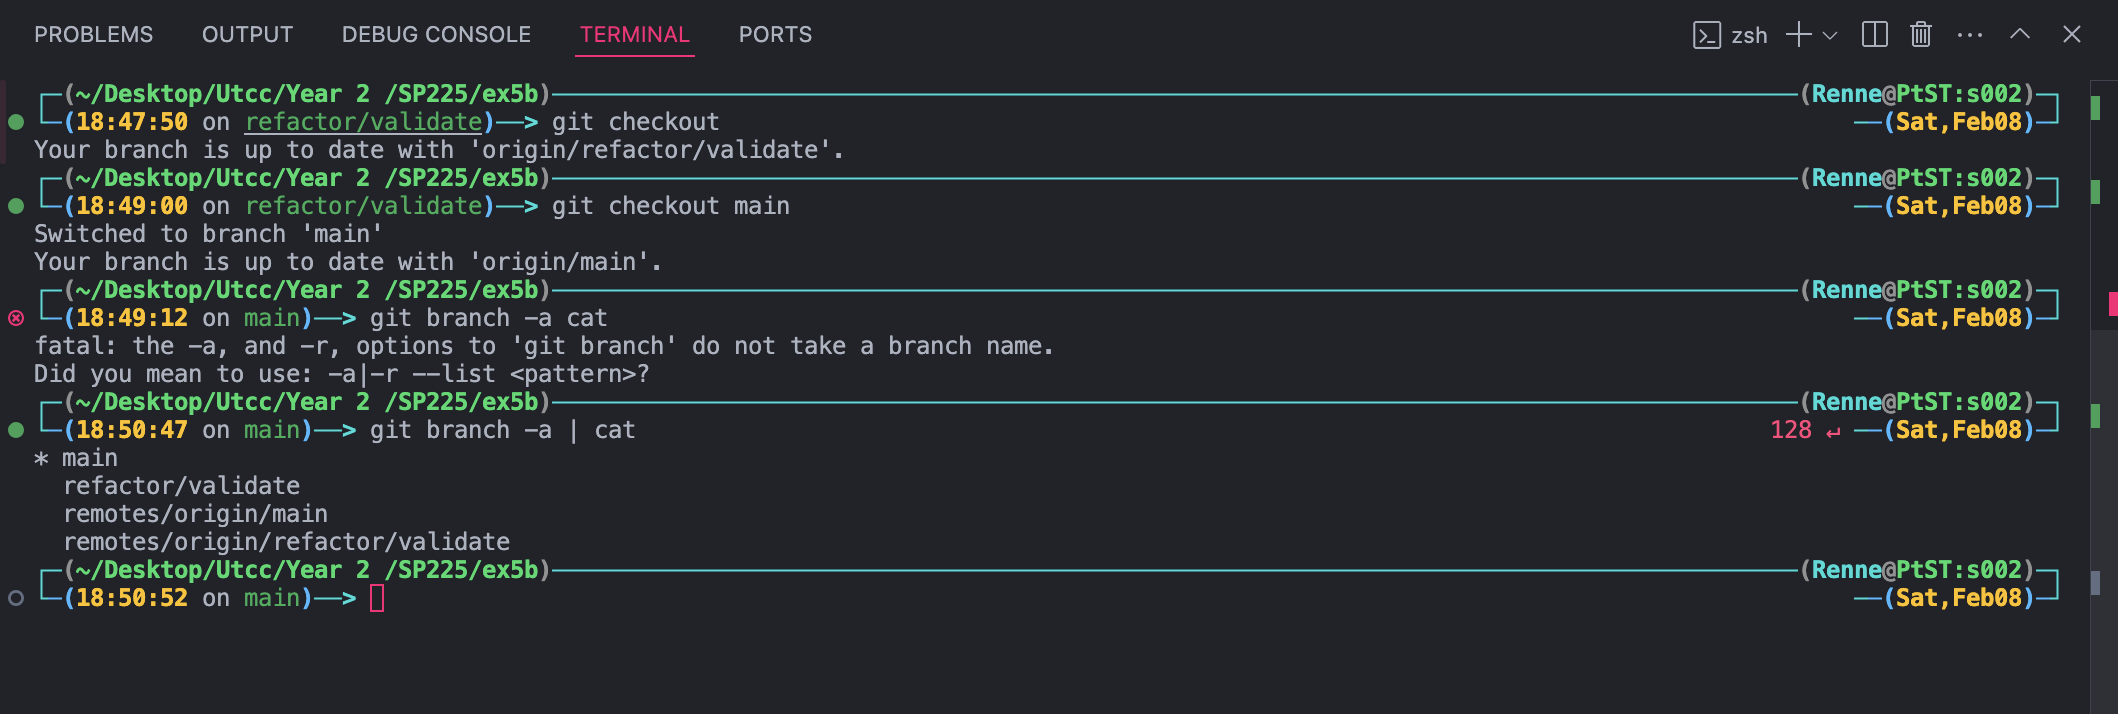 PROBLEMS OUTPUT DEBUG CONSOLE TERMINAL PORTS zsh
(~/Desktop/Utcc/Year 2 /SP225/ex5b) (Renne@PtST:s002)
(18:47:50 on refactor/validate)──> git checkout (Sat,Feb08)
Your branch is up to date with 'origin/refactor/validate'.
(~/Desktop/Utcc/Year 2 /SP225/ex5b) (Renne@PtST:s002)
(18:49:00 on refactor/validate)──> git checkout main (Sat,Feb08)
Switched to branch 'main'
Your branch is up to date with 'origin/main'.
(~/Desktop/Utcc/Year 2 /SP225/ex5b) (Renne@PtST:s002)
(18:49:12 on main)──> git branch -a cat (Sat,Feb08)
fatal: the -a, and -r, options to 'git branch' do not take a branch name.
Did you mean to use: -a|-r --list <pattern>?
(~/Desktop/Utcc/Year 2 /SP225/ex5b) (Renne@PtST:s002)
(18:50:47 on main)──> git branch -a | cat 128 ↵ (Sat,Feb08)
* main
refactor/validate
remotes/origin/main
remotes/origin/refactor/validate
(~/Desktop/Utcc/Year 2 /SP225/ex5b) (Renne@PtST:s002)
(18:50:52 on main)──> (Sat,Feb08)